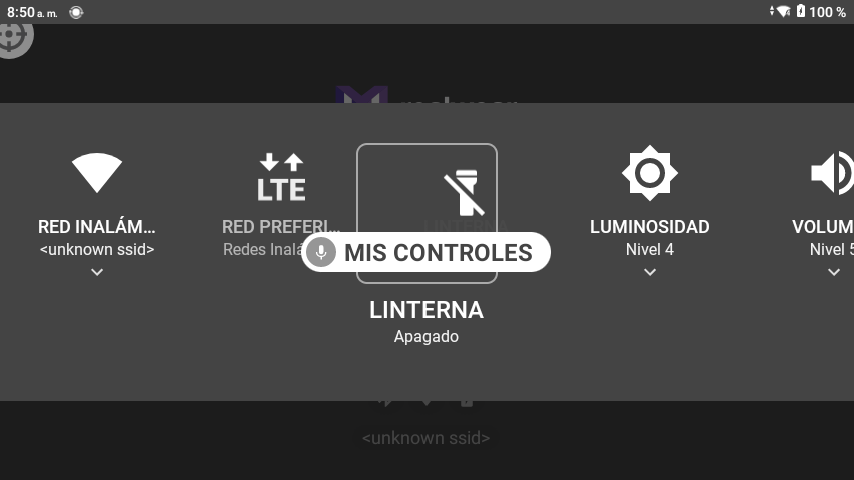 8:50 a. m.
100 %
RED INALÁM...
<unknown ssid>
LTE
RED PREFERI...
Redes Inalá
LINTERNA
MIS CONTROLES
LINTERNA
Apagado
LUMINOSIDAD
Nivel 4
VOLUM
Nivel 5
<unknown ssid>